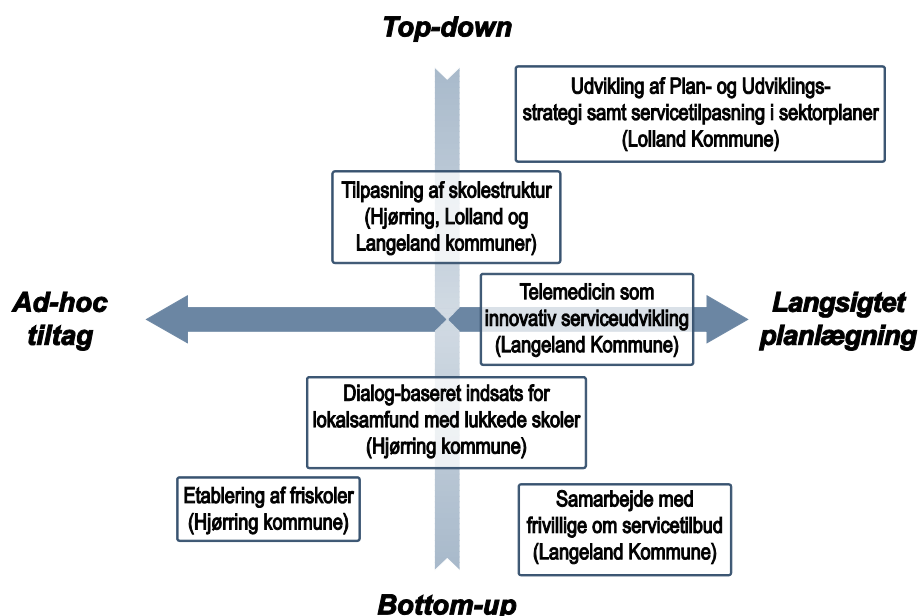 Top-down
Udvikling af Plan- og Udviklings-
strategi samt servicetilpasning i sektorplaner
(Lolland Kommune)
Tilpasning af skolestruktur
(Hjørring, Lolland og
Langeland kommuner)
Ad-hoc
tiltag
Telemedicin som
innovativ serviceudvikling
(Langeland Kommune)
Langsigtet
planlægning
Dialog-baseret indsats for
lokalsamfund med lukkede skoler
(Hjørring kommune)
Etablering af friskoler
(Hjørring kommune)
Samarbejde med
frivillige om servicetilbud
(Langeland Kommune)
Bottom-up